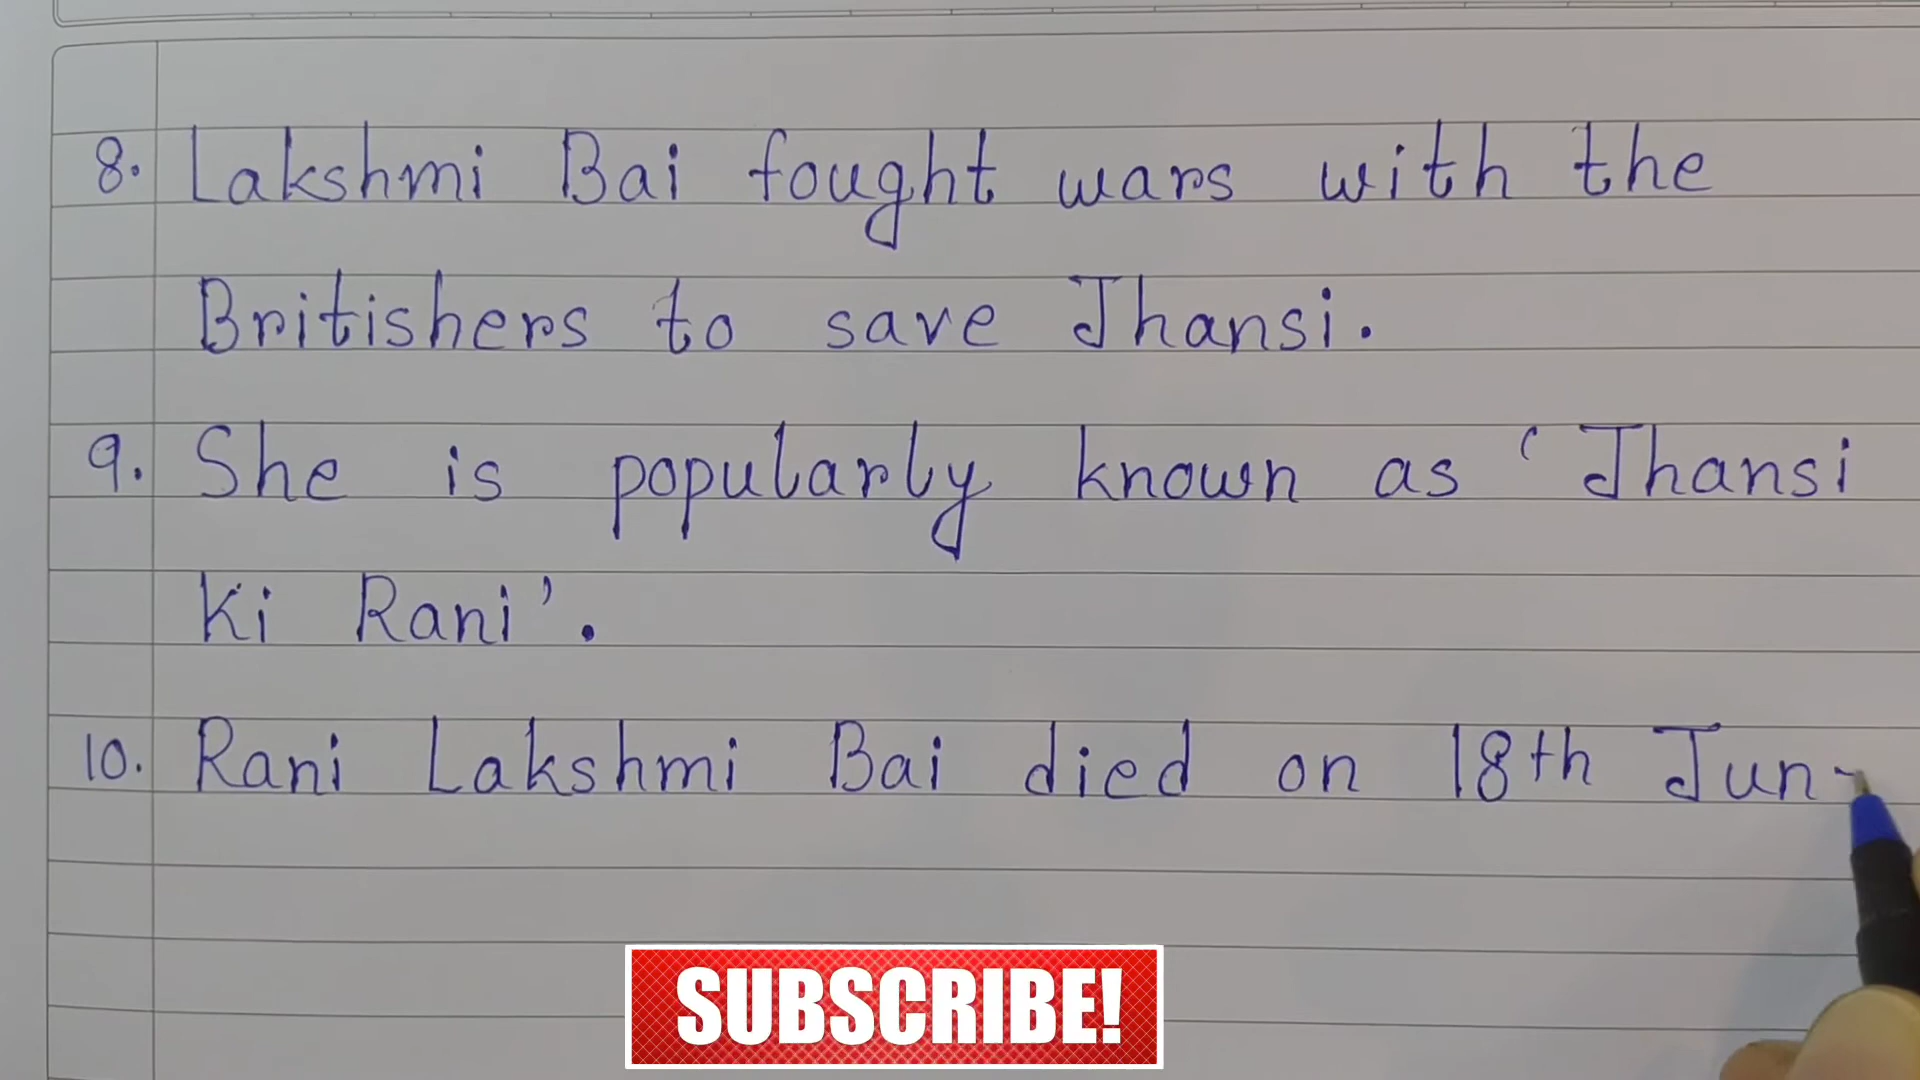 8. Lakshmi Bai fought wars with the
Britishers to save Jhansi.
9. She is popularly known as 'Jhansi
Ki Rani'.
10. Rani Lakshmi Bai died on 18th Jun
SUBSCRIBE!